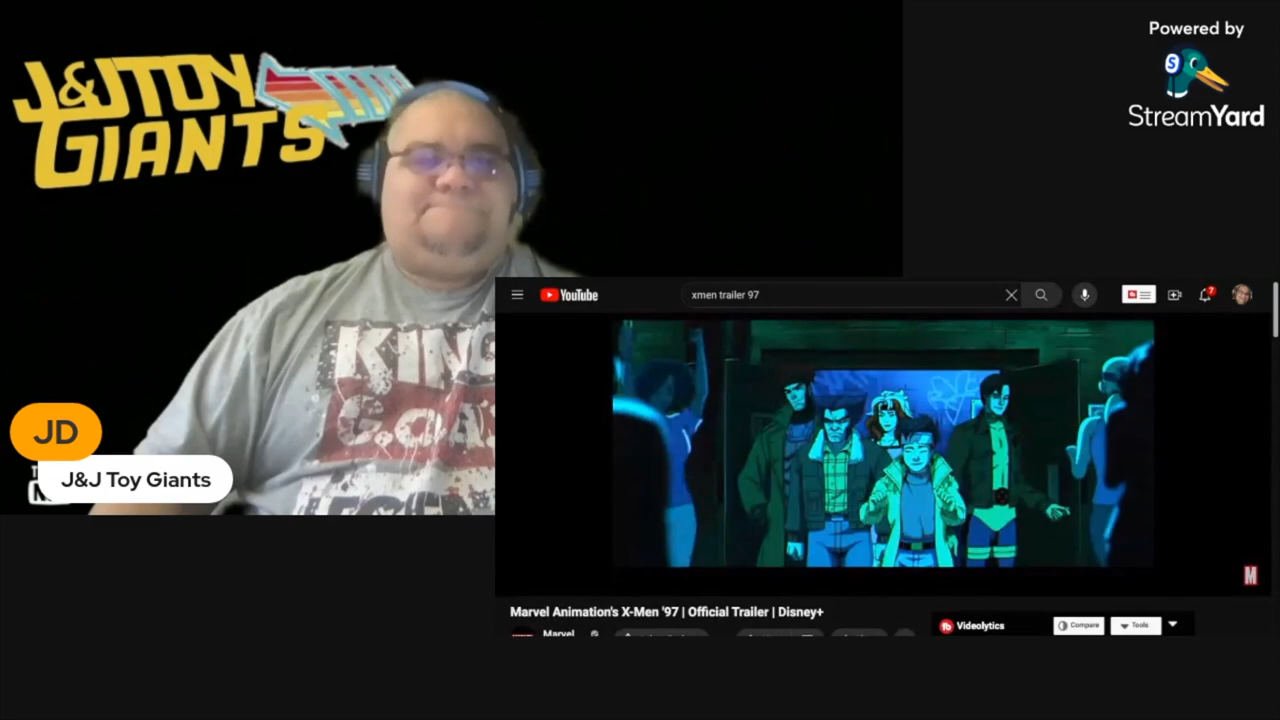 J&J TOY
GIANTS
Powered by
StreamYard
KING
G.O.A.
JD
J&J Toy Giants
YouTube
xmen trailer 97
7
M
Marvel Animation's X-Men '97 | Official Trailer | Disney+
Marvel
Videolytics
Compare
Tools